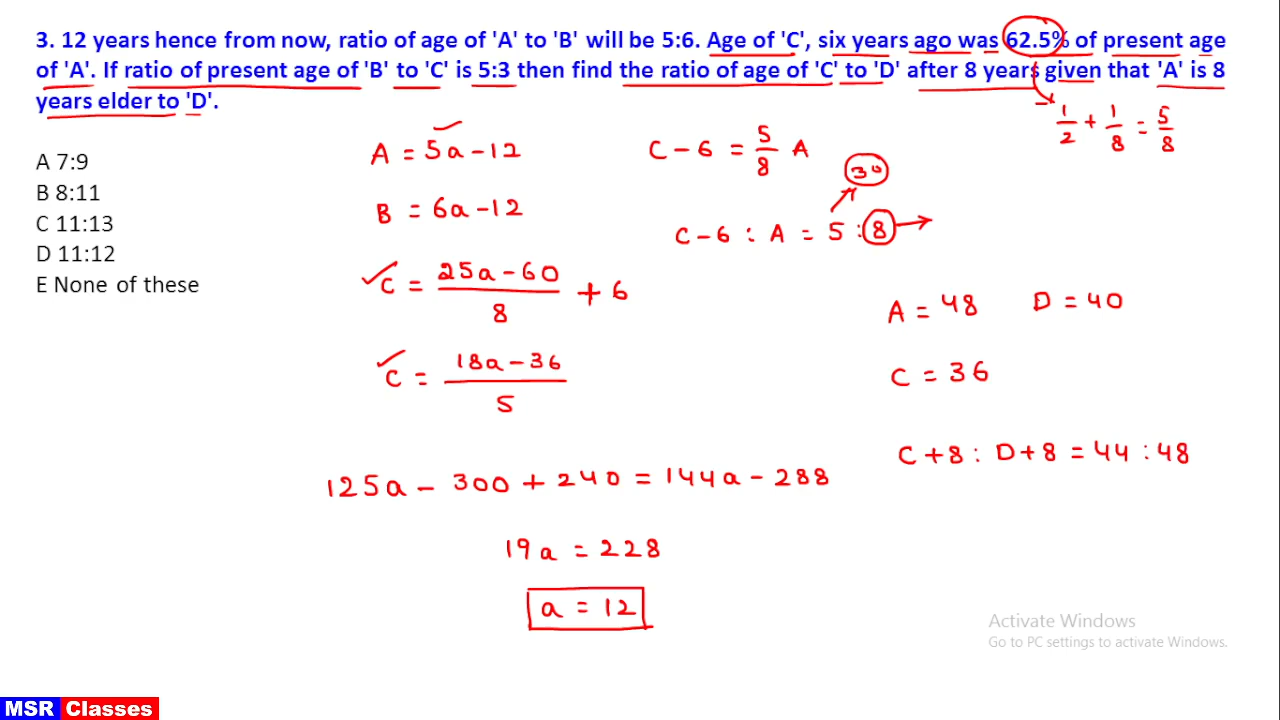 3. 12 years hence from now, ratio of age of 'A' to 'B' will be 5:6. Age of 'C', six years ago was 62.5% of present age
of 'A'. If ratio of present age of 'B' to 'C' is 5:3 then find the ratio of age of 'C' to 'D' after 8 years given that 'A' is 8
years elder to 'D'.
1/2 + 1/8 = 5/8
A 7:9
B 8:11
C 11:13
D 11:12
E None of these
A = 5a - 12
B = 6a - 12
C = (25a - 60)/8 + 6
C = (18a - 36)/5
125a - 300 + 240 = 144a - 288
19a = 228
a = 12
C - 6 = 5/8 A
30
C - 6 : A = 5 : 8
A = 48 D = 40
C = 36
C + 8 : D + 8 = 44 : 48
Activate Windows
Go to PC settings to activate Windows.
MSR Classes